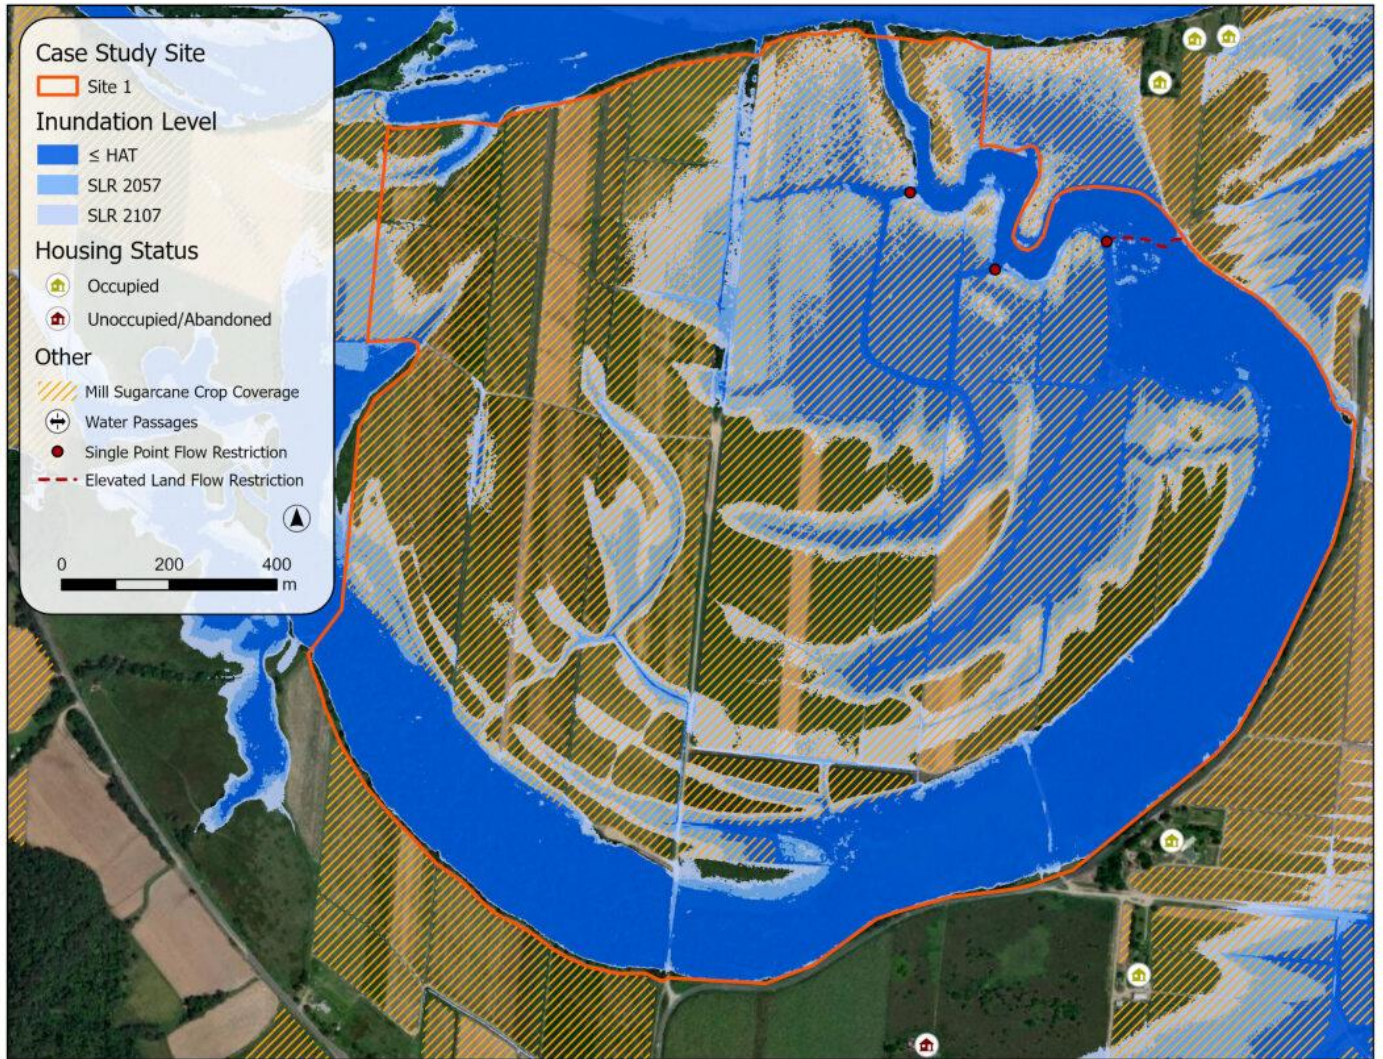 Case Study Site
Site 1
Inundation Level
≤ HAT
SLR 2057
SLR 2107
Housing Status
Occupied
Unoccupied/Abandoned
Other
Mill Sugarcane Crop Coverage
Water Passages
Single Point Flow Restriction
Elevated Land Flow Restriction
0 200 400
m